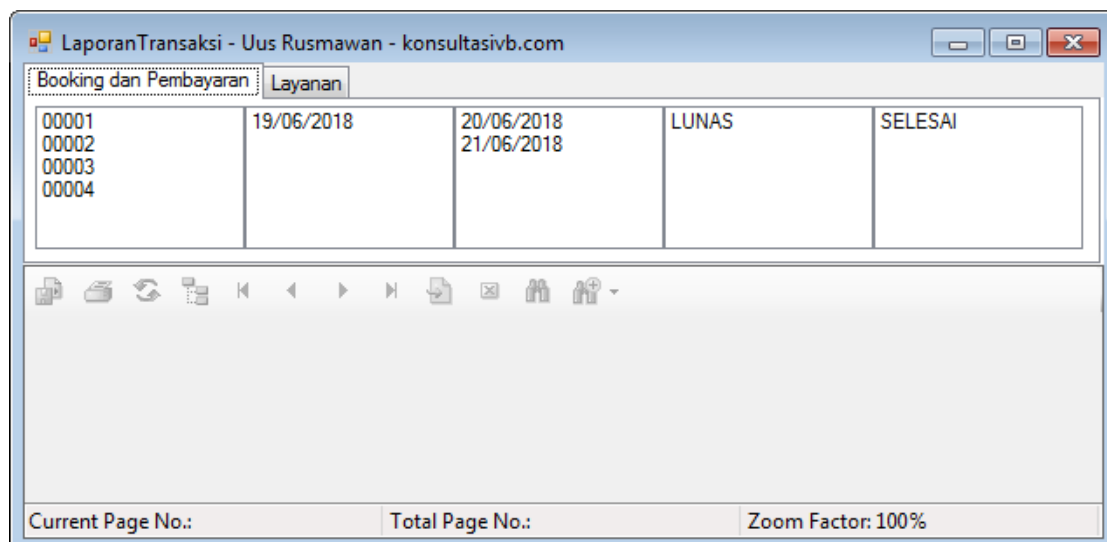 LaporanTransaksi - Uus Rusmawan - konsultasivb.com
Booking dan Pembayaran Layanan
00001 19/06/2018 20/06/2018 LUNAS SELESAI
00002 21/06/2018
00003
00004
Current Page No.: Total Page No.: Zoom Factor: 100%